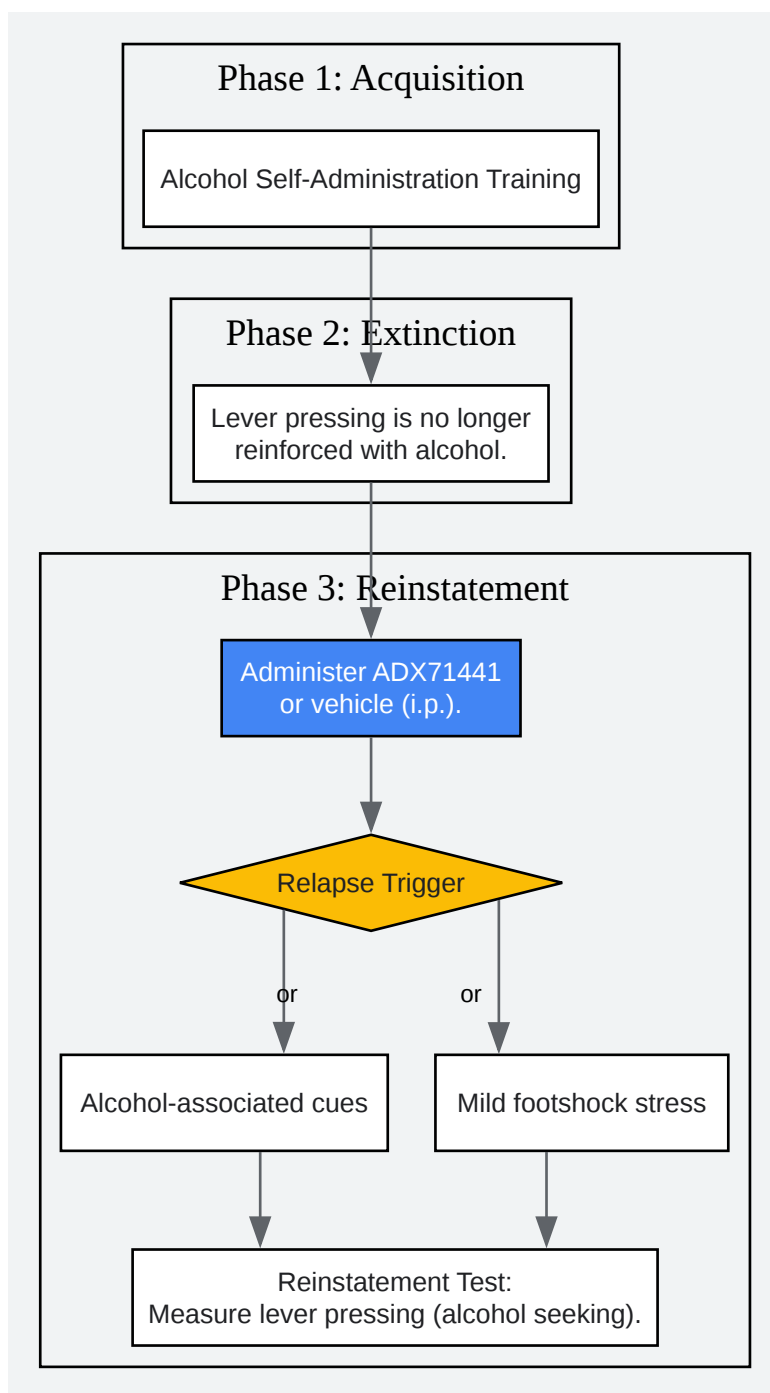 Phase 1: Acquisition
Alcohol Self-Administration Training
Phase 2: Extinction
Lever pressing is no longer
reinforced with alcohol.
Phase 3: Reinstatement
Administer ADX71441
or vehicle (i.p.).
Relapse Trigger
or
or
Alcohol-associated cues
Mild footshock stress
Reinstatement Test:
Measure lever pressing (alcohol seeking).